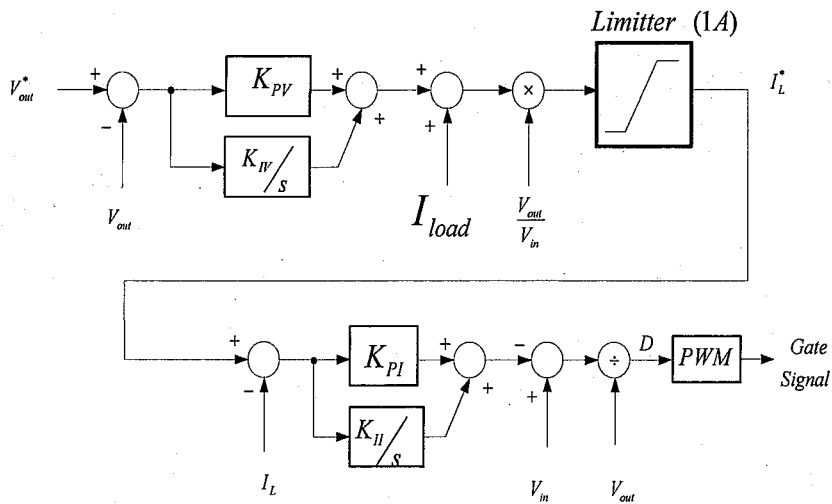 Limitter (1A)
V*out
+
−
Vout
KPV
KIV/s
+
+
+
+
Iload
×
Vout
Vin
I*L
+
−
IL
KPI
KII/s
+
+
−
+
Vin
÷
Vout
D
PWM
Gate
Signal